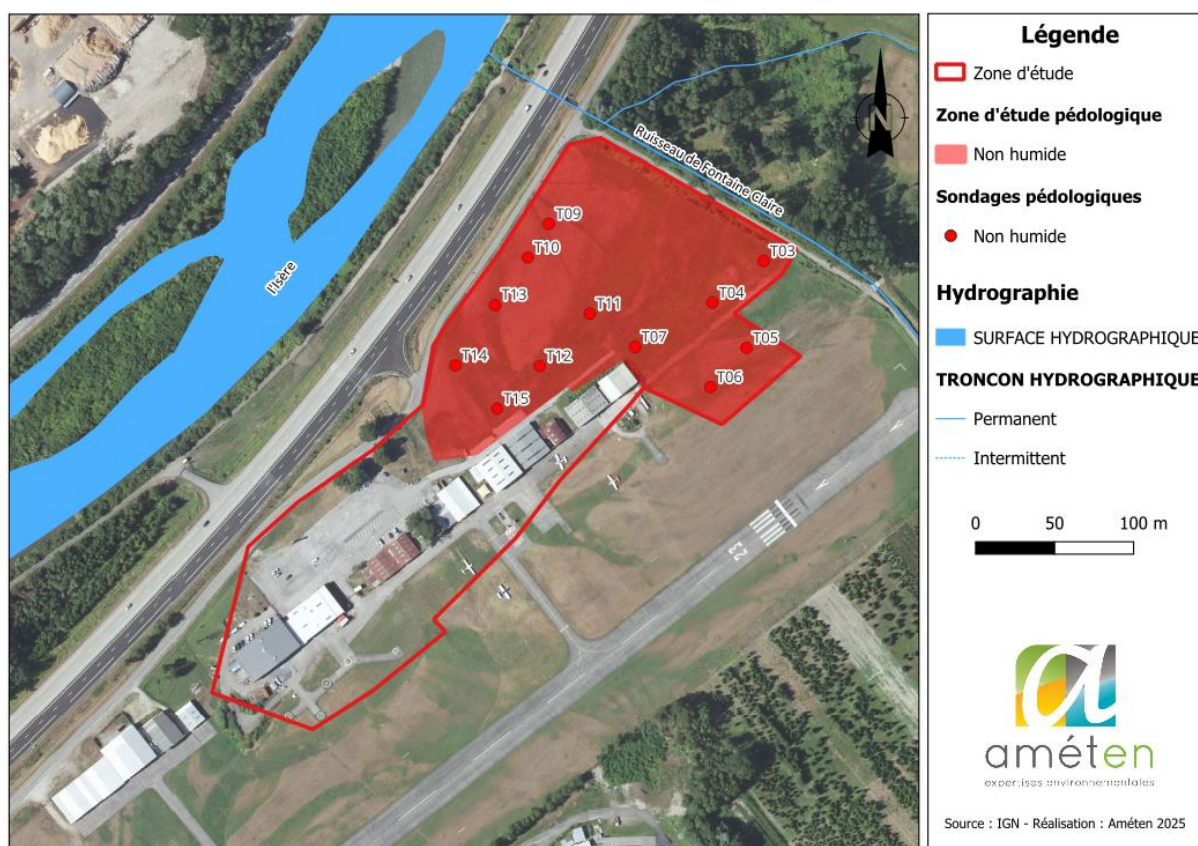 Ruisseau de Fontaine Claire
l'Isère
T09
T10
T03
T13
T04
T11
T07
T05
T14
T12
T06
T15
23
Légende
Zone d'étude
Zone d'étude pédologique
Non humide
Sondages pédologiques
Non humide
Hydrographie
SURFACE HYDROGRAPHIQUE
TRONCON HYDROGRAPHIQUE
Permanent
Intermittent
0 50 100 m
N
a
améten
expertises environnementales
Source : IGN - Réalisation : Améten 2025